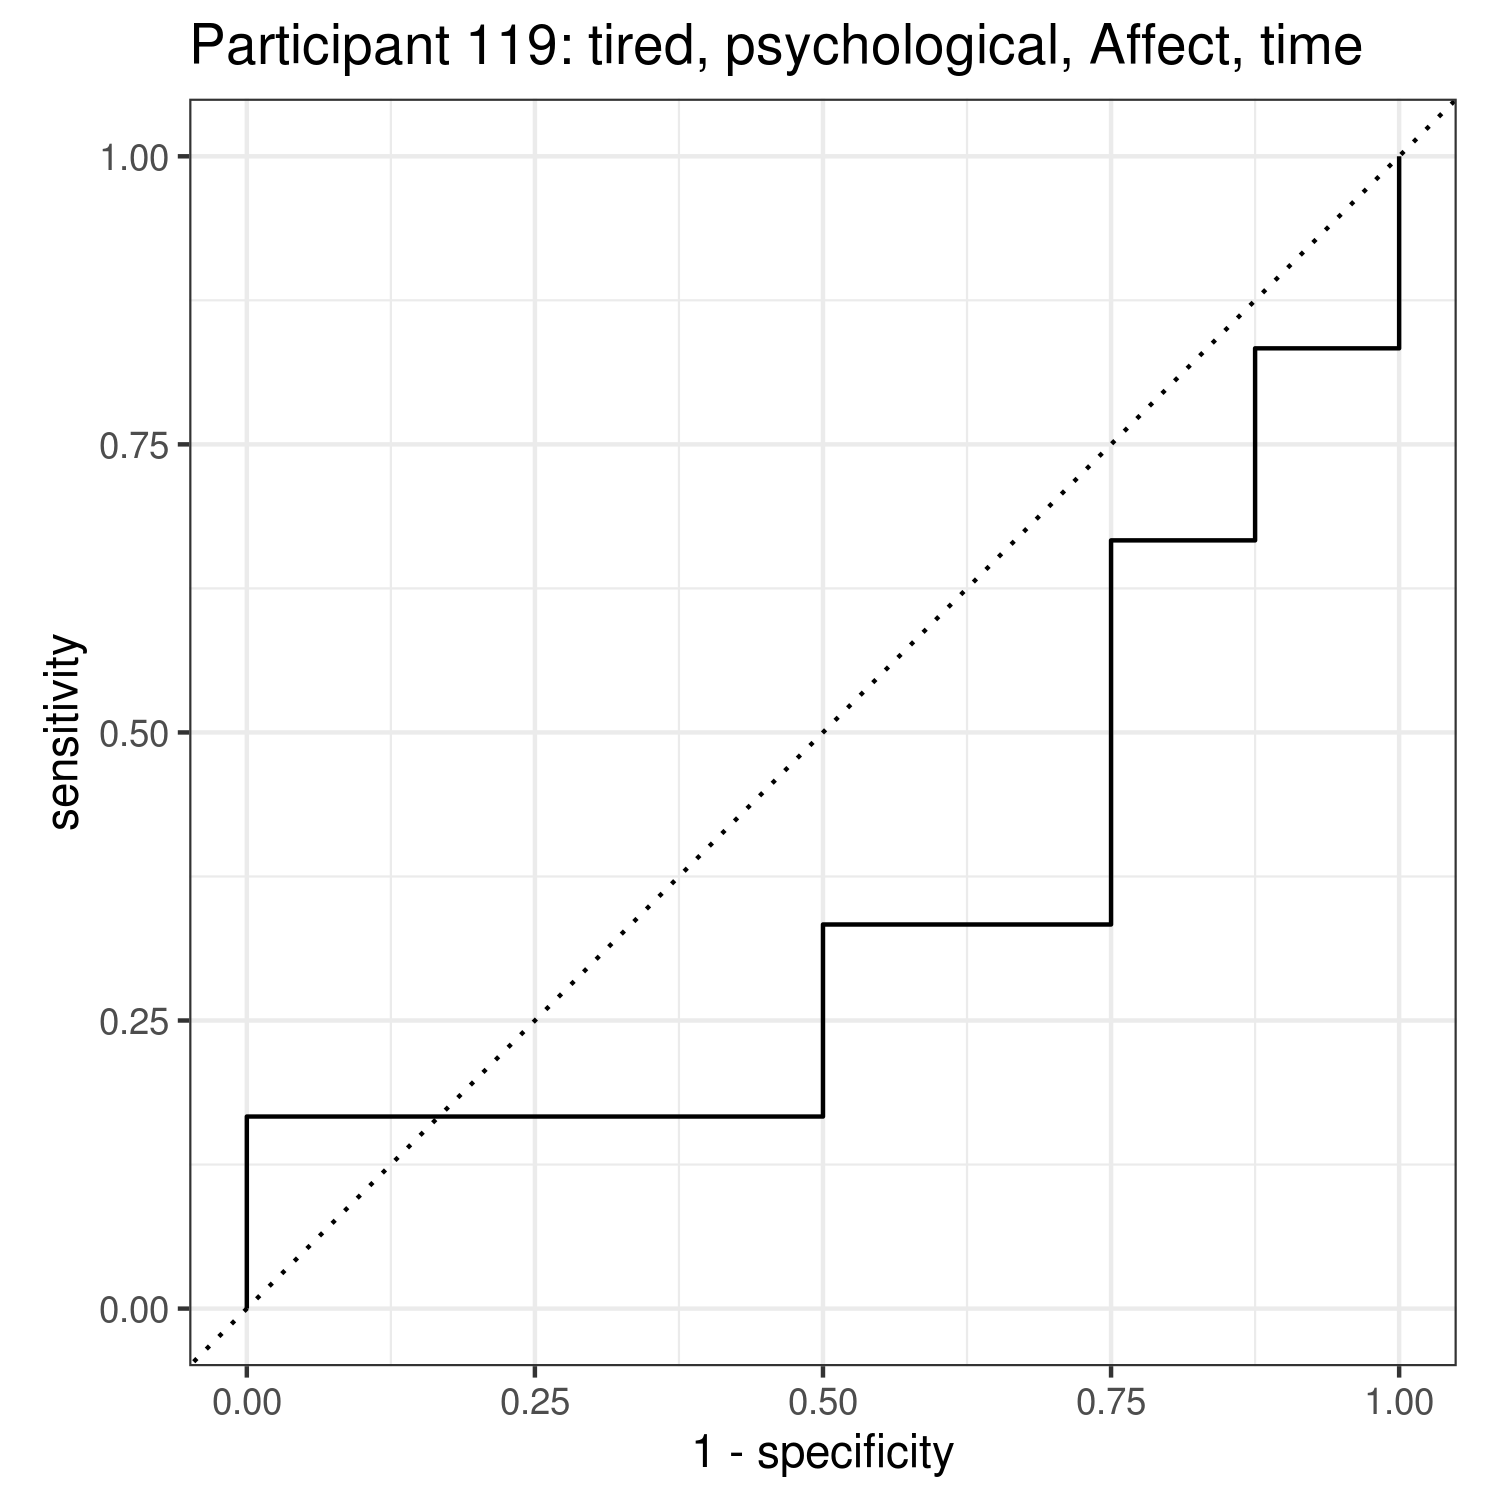 Participant 119: tired, psychological, Affect, time
1.00
0.75
0.50
0.25
0.00
sensitivity
0.00 0.25 0.50 0.75 1.00
1 - specificity